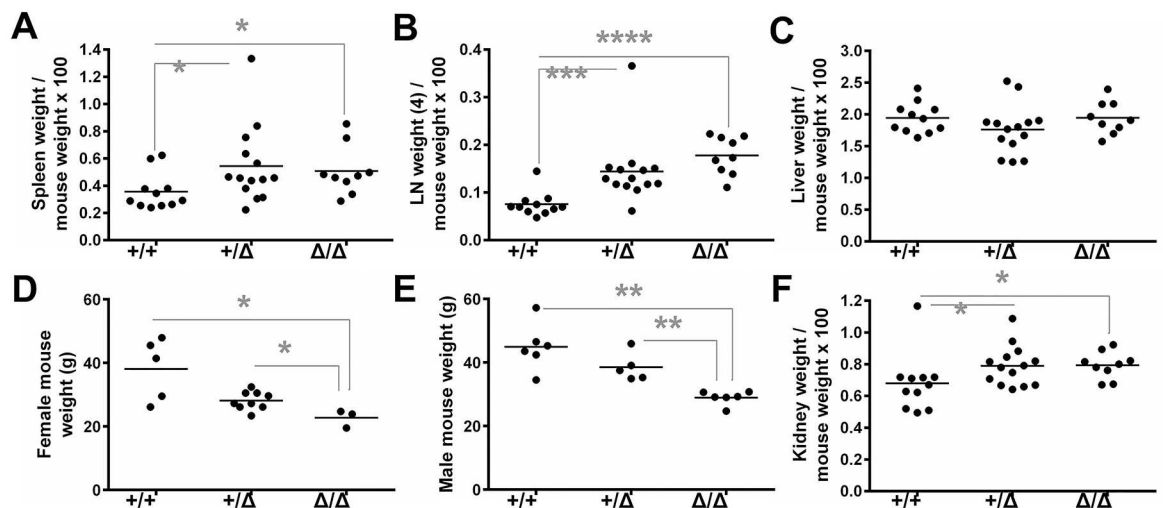 A
Spleen weight /
mouse weight x 100
1.4
1.2
1.0
0.8
0.6
0.4
0.2
0.0
*
*
+/+
+/Δ
Δ/Δ
B
LN weight (4) /
mouse weight x 100
0.4
0.3
0.2
0.1
0.0
****
***
+/+
+/Δ
Δ/Δ
C
Liver weight /
mouse weight x 100
3.0
2.5
2.0
1.5
1.0
0.5
0.0
+/+
+/Δ
Δ/Δ
D
Female mouse
weight (g)
60
40
20
0
*
*
+/+
+/Δ
Δ/Δ
E
Male mouse weight (g)
60
40
20
0
**
**
+/+
+/Δ
Δ/Δ
F
Kidney weight /
mouse weight x 100
1.2
1.0
0.8
0.6
0.4
0.2
0.0
*
*
+/+
+/Δ
Δ/Δ